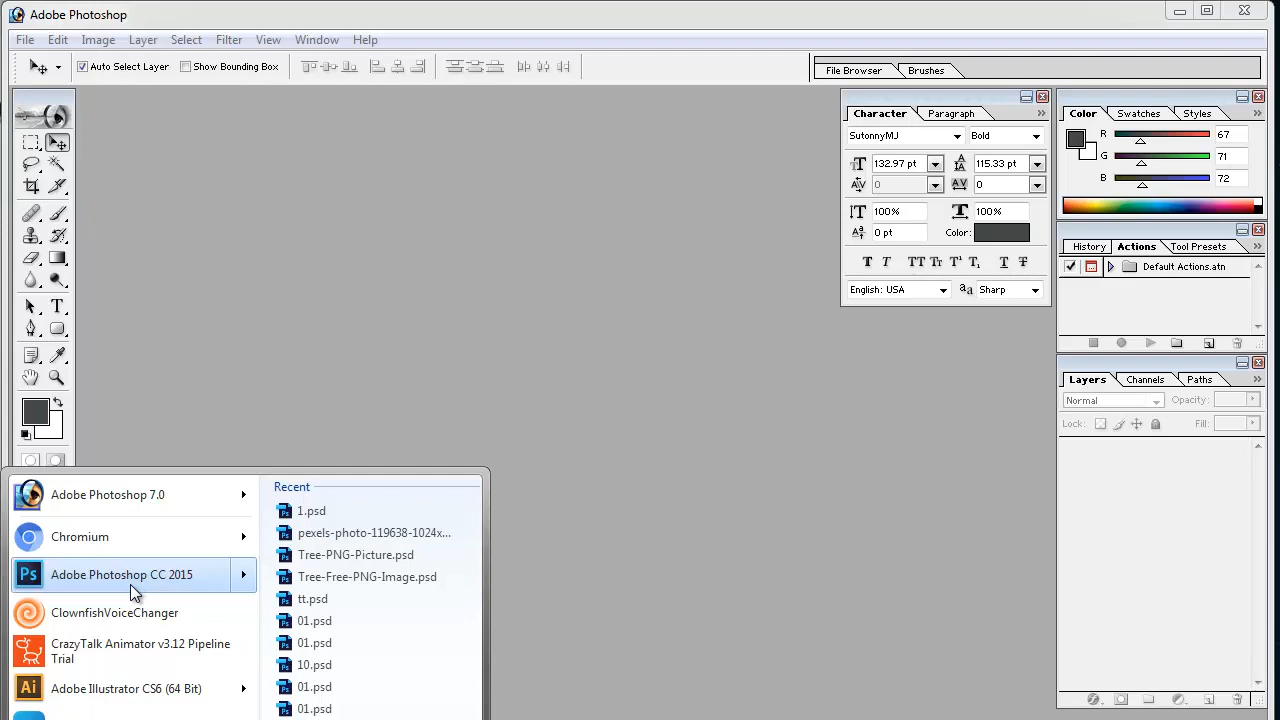 Adobe Photoshop
File Edit Image Layer Select Filter View Window Help
Auto Select Layer Show Bounding Box
File Browser Brushes
Character Paragraph
SutonnyMJ Bold
132.97 pt 115.33 pt
0 0
100% 100%
0 pt Color:
T T TT Tr T¹ T₁ T T
English: USA aa Sharp
Color Swatches Styles
R 67
G 71
B 72
History Actions Tool Presets
Default Actions.atn
Layers Channels Paths
Normal Opacity:
Lock: Fill:
Adobe Photoshop 7.0
Chromium
Adobe Photoshop CC 2015
ClownfishVoiceChanger
CrazyTalk Animator v3.12 Pipeline
Trial
Adobe Illustrator CS6 (64 Bit)
Recent
1.psd
pexels-photo-119638-1024x...
Tree-PNG-Picture.psd
Tree-Free-PNG-Image.psd
tt.psd
01.psd
01.psd
10.psd
01.psd
01.psd